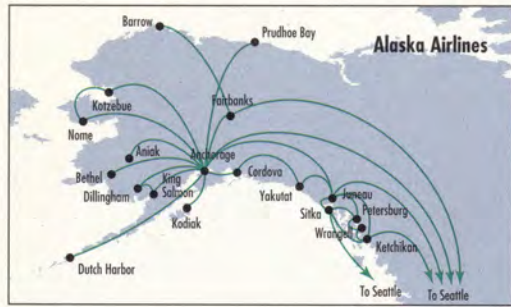 Barrow
Prudhoe Bay
Alaska Airlines
Kotzebue
Fairbanks
Nome
Anchorage
Aniak
Bethel
King
Salmon
Cordova
Dillingham
Yakutat
Juneau
Kodiak
Sitka
Petersburg
Wrangell
Ketchikan
Dutch Harbor
To Seattle
To Seattle